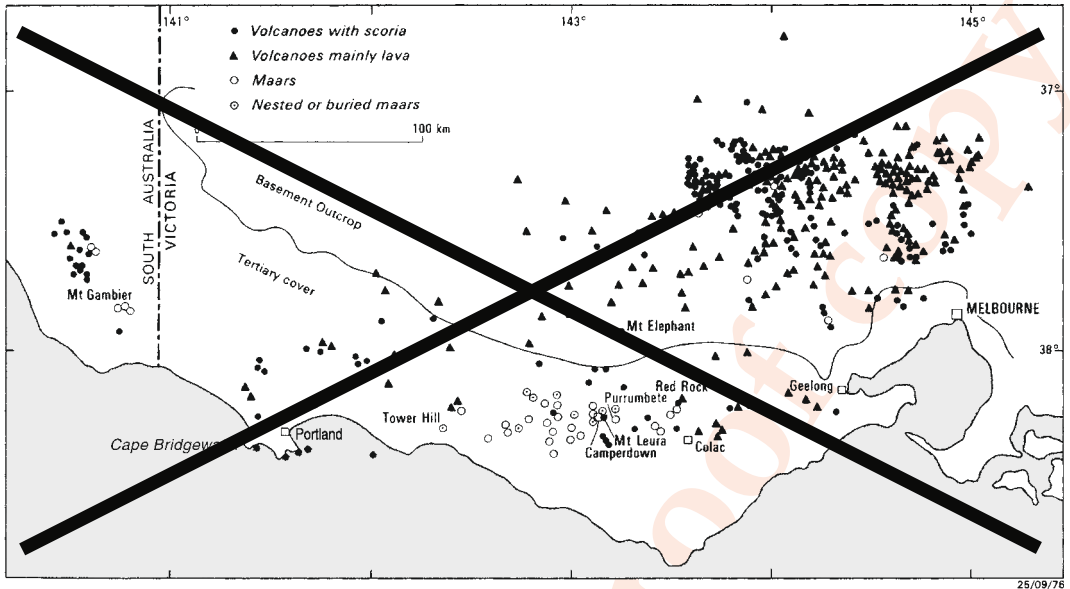 141°
143°
145°
Volcanoes with scoria
Volcanoes mainly lava
Maars
Nested or buried maars
37°
100 km
SOUTH AUSTRALIA
VICTORIA
Basement Outcrop
Tertiary cover
Mt Gambier
MELBOURNE
Mt Elephant
38°
Red Rock
Geelong
Purrumbete
Tower Hill
Portland
Cape Bridgewa
Mt Leura
Camperdown
Colac
oof copy
25/09/76